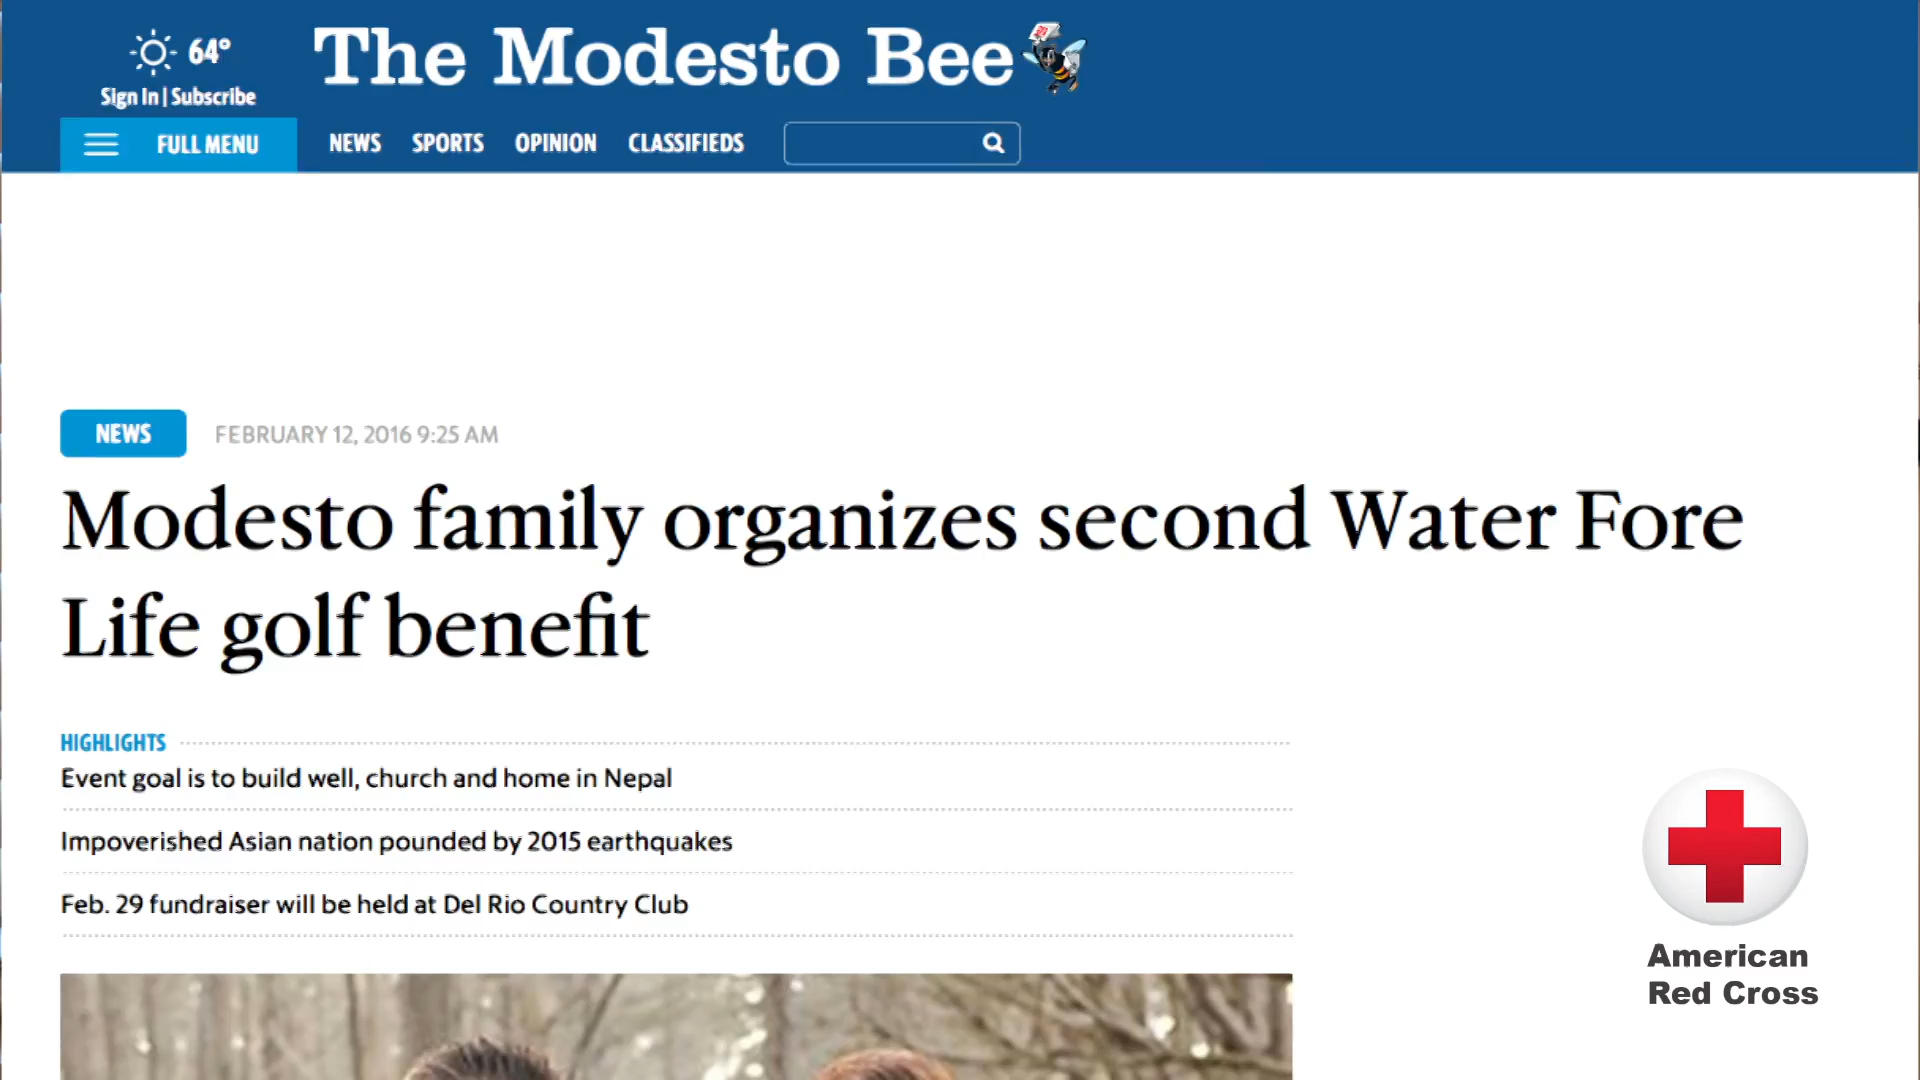 64°
Sign In | Subscribe
The Modesto Bee
FULL MENU
NEWS
SPORTS
OPINION
CLASSIFIEDS
NEWS
FEBRUARY 12, 2016 9:25 AM
Modesto family organizes second Water Fore
Life golf benefit
HIGHLIGHTS
Event goal is to build well, church and home in Nepal
Impoverished Asian nation pounded by 2015 earthquakes
Feb. 29 fundraiser will be held at Del Rio Country Club
American
Red Cross